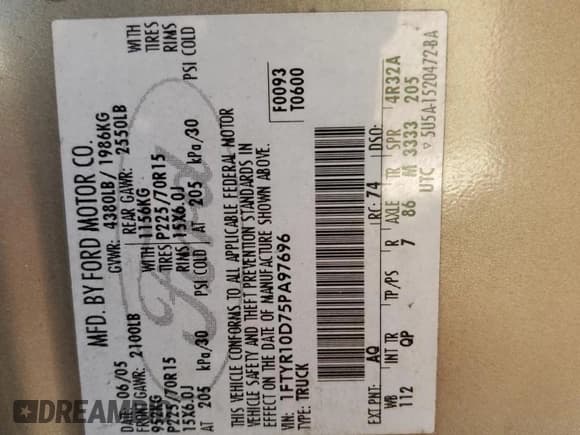 MFD. BY FORD MOTOR CO.
DATE: 06/05 GVWR: 4380LB/ 1986KG
FRONT GAWR: 2100LB REAR GAWR: 2550LB
952KG WITH 1156KG WITH
P225/70R15 TIRES P225/70R15 TIRES
15X6.0J RIMS 15X6.0J RIMS
AT 205 kPa/30 PSI COLD AT 205 kPa/30 PSI COLD
THIS VEHICLE CONFORMS TO ALL APPLICABLE FEDERAL MOTOR
VEHICLE SAFETY AND THEFT PREVENTION STANDARDS IN
EFFECT ON THE DATE OF MANUFACTURE SHOWN ABOVE.
VIN: 1FTYR10D75PA97696 F0093
TYPE: TRUCK T0600
EXT PNT: AQ RC: 74 DSO:
WB INT TR TP/PS R AXLE TR SPR 4R32A
112 QP 7 86 M 3333 205
UTC ▽5U5A-1520472-BA
Ford